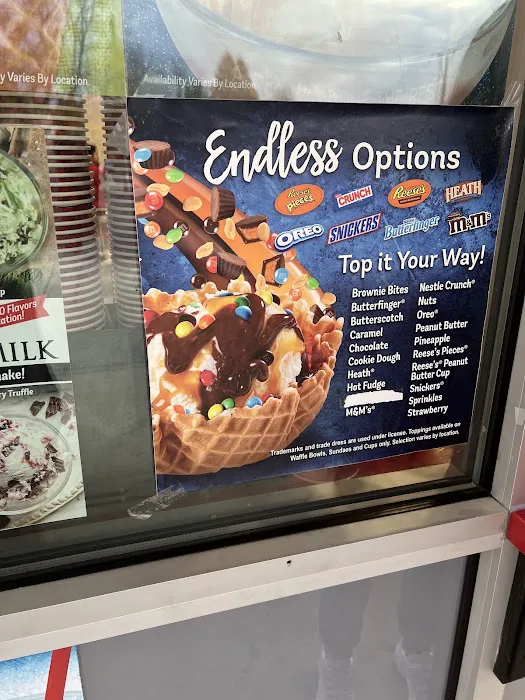 y Varies By Location.
Availability Varies By Location
Endless Options
Reese's
Pieces
CRUNCH
Reese's
HEATH
OREO
SNICKERS
Butterfinger
m&m's
Top it Your Way!
Brownie Bites
Butterfinger®
Butterscotch
Caramel
Chocolate
Cookie Dough
Heath®
Hot Fudge
M&M's®
Nestle Crunch®
Nuts
Oreo®
Peanut Butter
Pineapple
Reese's Pieces®
Reese's® Peanut
Butter Cup
Snickers®
Sprinkles
Strawberry
Trademarks and trade dress are used under license. Toppings available on
Waffle Bowls, Sundaes and Cups only. Selection varies by location.
p
0 Flavors
ation!
ILK
ake!
ry Truffle